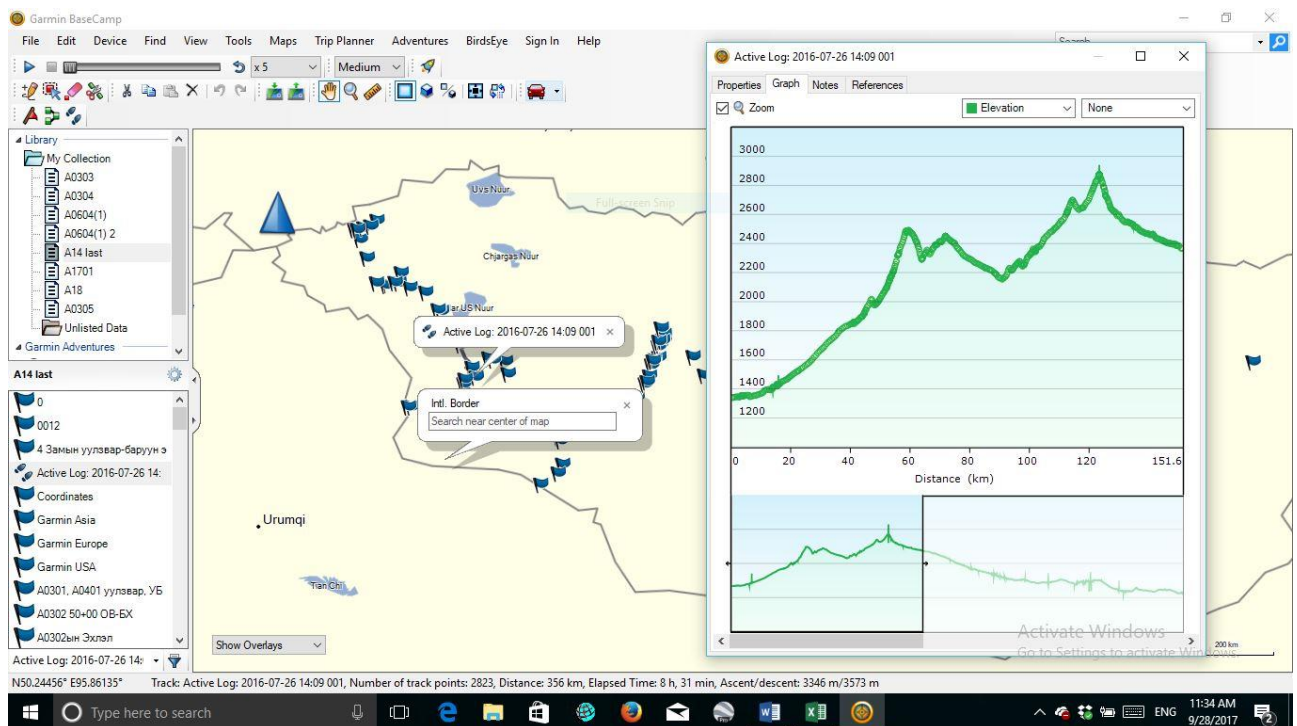 Garmin BaseCamp
File Edit Device Find View Tools Maps Trip Planner Adventures BirdsEye Sign In Help
x 5 Medium
Library
My Collection
A0303
A0304
A0604(1)
A0604(1) 2
A14 last
A1701
A18
A0305
Unlisted Data
Garmin Adventures
A14 last
0
0012
4 Замын уулзвар-баруун э
Active Log: 2016-07-26 14:
Coordinates
Garmin Asia
Garmin Europe
Garmin USA
A0301, A0401 уулзвар. УБ
A0302 50+00 ОВ-БХ
A0302ын Эхлэл
Active Log: 2016-07-26 14:
Uvs Nuur
Full-screen Snip
Chjargas Nuur
ar US Nuur
Active Log: 2016-07-26 14:09 001
Intl. Border
Search near center of map
Urumqi
Tian Chi
Show Overlays
Active Log: 2016-07-26 14:09 001
Properties Graph Notes References
Zoom Elevation None
3000
2800
2600
2400
2200
2000
1800
1600
1400
1200
0 20 40 60 80 100 120 151.6
Distance (km)
Activate Windows
Go to Settings to activate Windows.
200 km
N50.24456° E95.86135° Track: Active Log: 2016-07-26 14:09 001, Number of track points: 2823, Distance: 356 km, Elapsed Time: 8 h, 31 min, Ascent/descent: 3346 m/3573 m
Type here to search
ENG
11:34 AM
9/28/2017